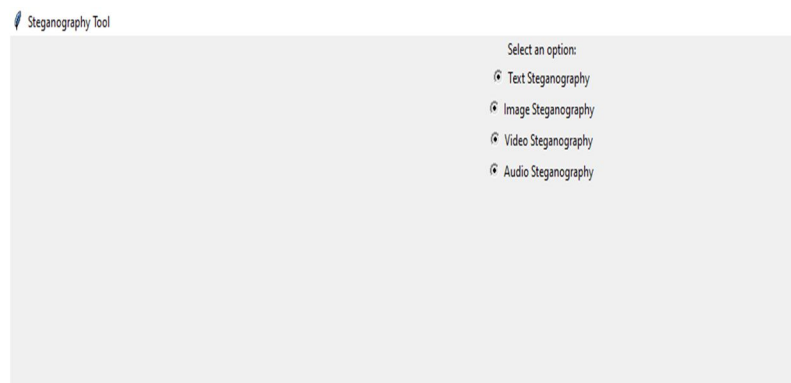 Steganography Tool
Select an option:
Text Steganography
Image Steganography
Video Steganography
Audio Steganography